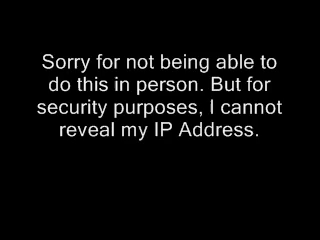 Sorry for not being able to
do this in person. But for
security purposes, I cannot
reveal my IP Address.